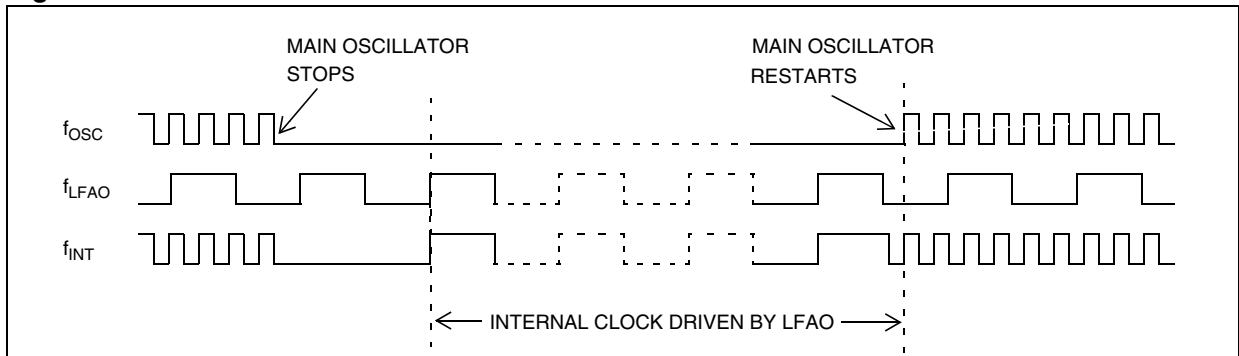 MAIN OSCILLATOR
STOPS
MAIN OSCILLATOR
RESTARTS
fOSC
fLFAO
fINT
INTERNAL CLOCK DRIVEN BY LFAO